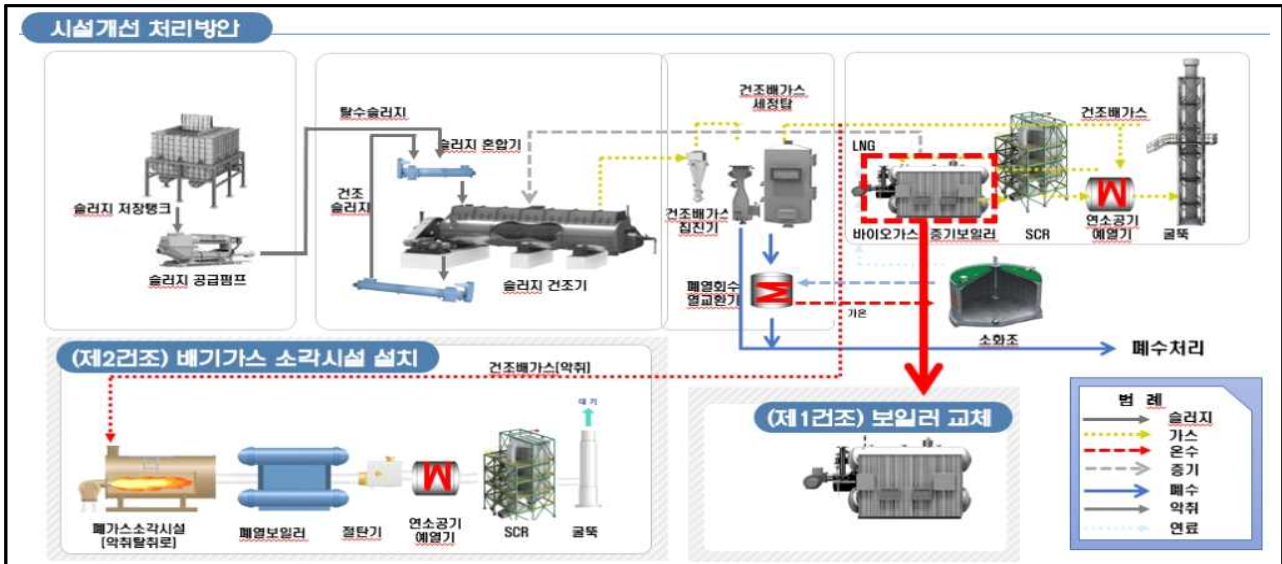 시설개선 처리방안
탈수슬러지
슬러지 혼합기
건조
슬러지
슬러지 저장탱크
슬러지 공급펌프
슬러지 건조기
건조배가스
세정탑
건조배가스
집진기
폐열회수
열교환기
가온
LNG
건조배가스
바이오가스
증기보일러
SCR
연소공기
예열기
굴뚝
소화조
폐수처리
(제2건조) 배기가스 소각시설 설치
건조배가스(악취)
대기
폐가스소각시설
(악취탈취로)
폐열보일러
절탄기
연소공기
예열기
SCR
굴뚝
(제1건조) 보일러 교체
범 례
슬러지
가스
온수
증기
폐수
악취
연료